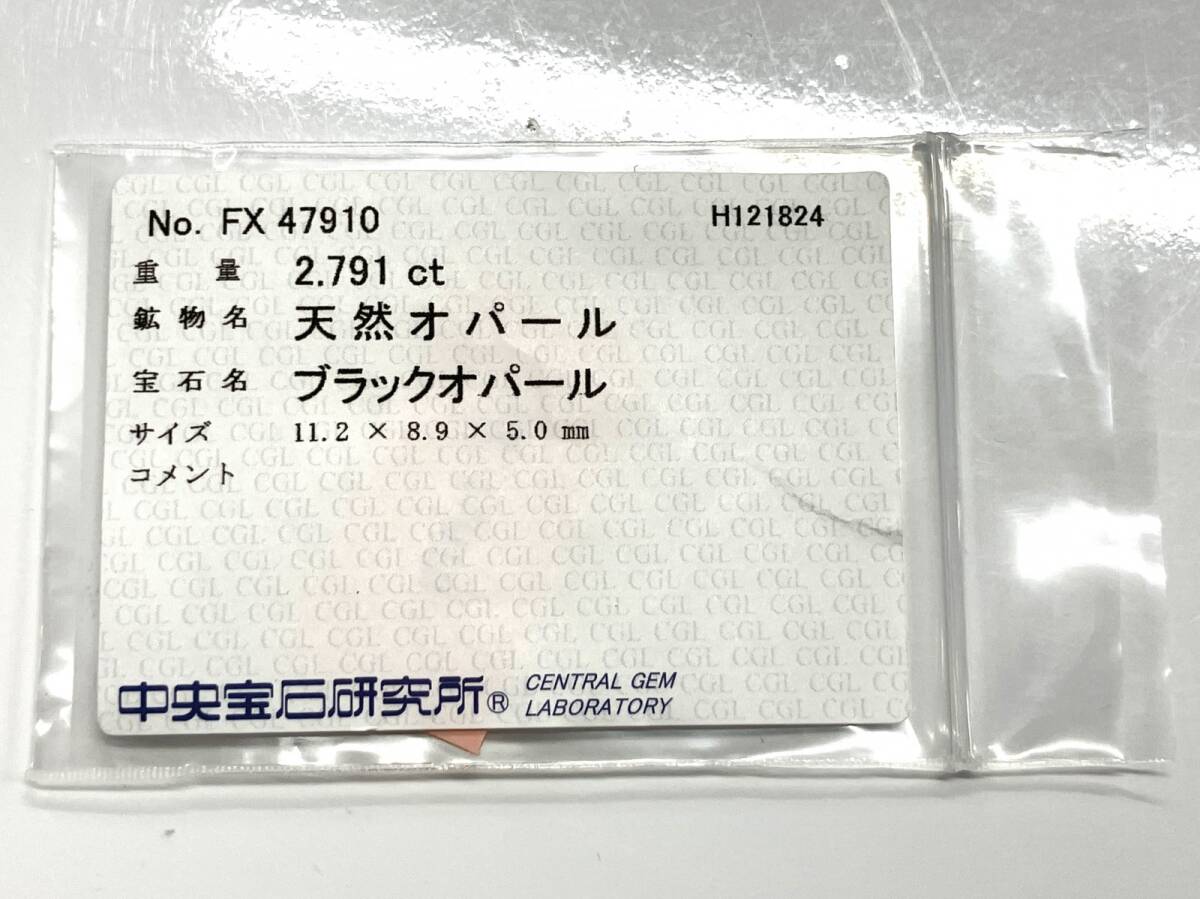 No. FX 47910 H121824
重量 2.791 ct
鉱物名 天然オパール
宝石名 ブラックオパール
サイズ 11.2 × 8.9 × 5.0 mm
コメント
中央宝石研究所® CENTRAL GEM LABORATORY